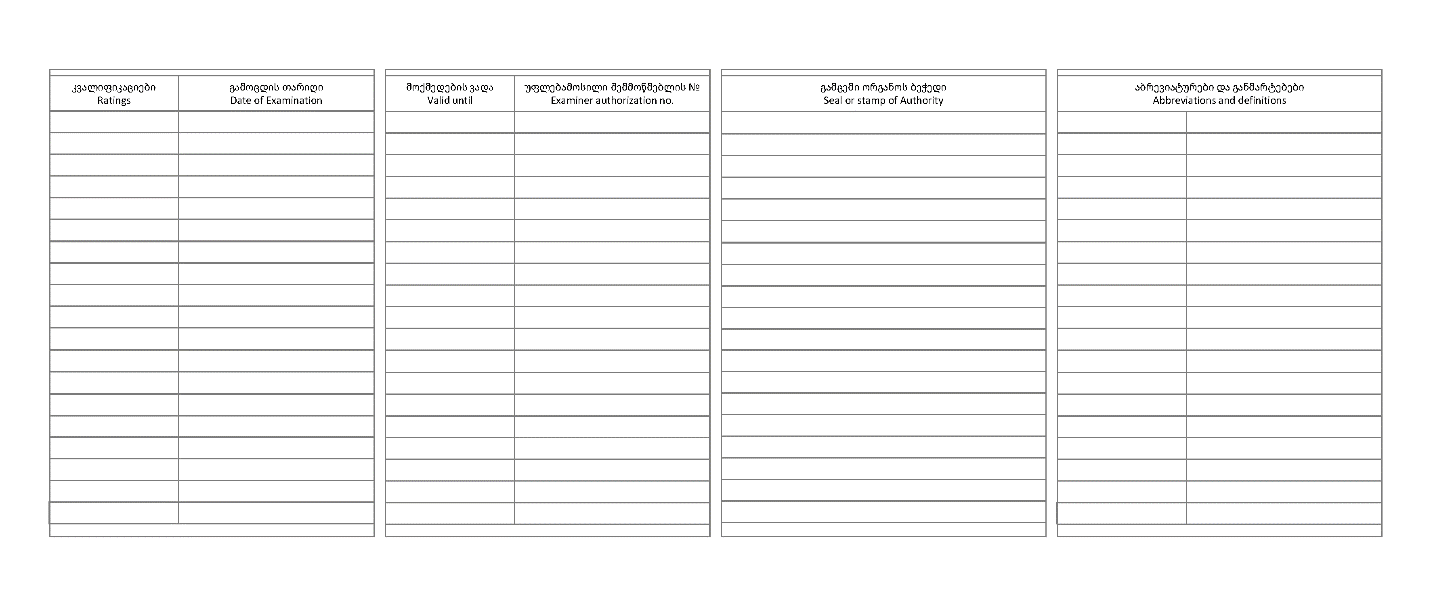 კვალიფიკაციები
Ratings
გამოცდის თარიღი
Date of Examination
მოქმედების ვადა
Valid until
უფლებამოსილი შემმოწმებლის №
Examiner authorization no.
გამცემი ორგანოს ბეჭედი
Seal or stamp of Authority
აბრევიატურები და განმარტებები
Abbreviations and definitions